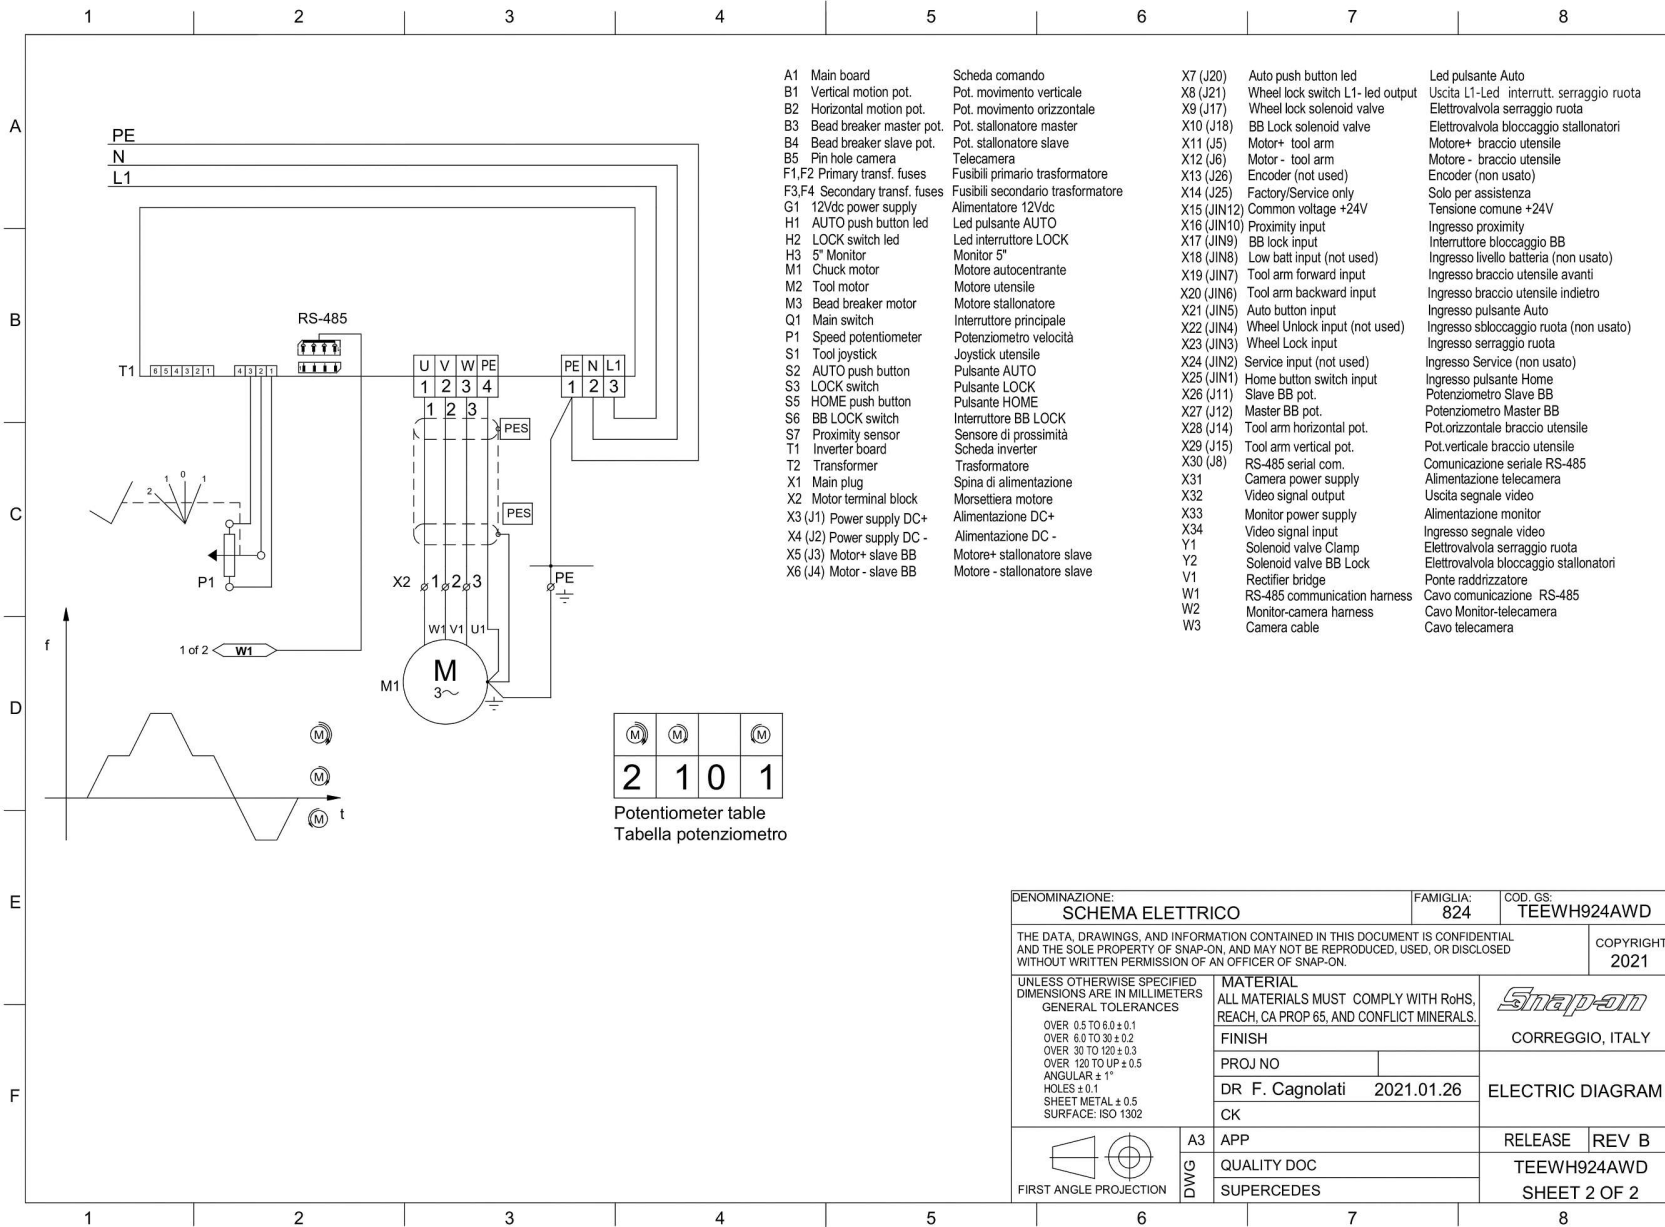 1 2 3 4 5 6 7 8
A
B
C
D
E
F
PE
N
L1
RS-485
T1
6 5 4 3 2 1
4 3 2 1
U V W PE
1 2 3 4
1 2 3
PE N L1
1 2 3
PES
PES
2 1 0 1
P1
X2 1 2 3
PE
W1 V1 U1
M
3~
M1
1 of 2 W1
f
t
M
M
M
M M M
2 1 0 1
Potentiometer table
Tabella potenziometro
A1 Main board Scheda comando
B1 Vertical motion pot. Pot. movimento verticale
B2 Horizontal motion pot. Pot. movimento orizzontale
B3 Bead breaker master pot. Pot. stallonatore master
B4 Bead breaker slave pot. Pot. stallonatore slave
B5 Pin hole camera Telecamera
F1,F2 Primary transf. fuses Fusibili primario trasformatore
F3,F4 Secondary transf. fuses Fusibili secondario trasformatore
G1 12Vdc power supply Alimentatore 12Vdc
H1 AUTO push button led Led pulsante AUTO
H2 LOCK switch led Led interruttore LOCK
H3 5" Monitor Monitor 5"
M1 Chuck motor Motore autocentrante
M2 Tool motor Motore utensile
M3 Bead breaker motor Motore stallonatore
Q1 Main switch Interruttore principale
P1 Speed potentiometer Potenziometro velocità
S1 Tool joystick Joystick utensile
S2 AUTO push button Pulsante AUTO
S3 LOCK switch Pulsante LOCK
S5 HOME push button Pulsante HOME
S6 BB LOCK switch Interruttore BB LOCK
S7 Proximity sensor Sensore di prossimità
T1 Inverter board Scheda inverter
T2 Transformer Trasformatore
X1 Main plug Spina di alimentazione
X2 Motor terminal block Morsettiera motore
X3 (J1) Power supply DC+ Alimentazione DC+
X4 (J2) Power supply DC - Alimentazione DC -
X5 (J3) Motor+ slave BB Motore+ stallonatore slave
X6 (J4) Motor - slave BB Motore - stallonatore slave
X7 (J20) Auto push button led Led pulsante Auto
X8 (J21) Wheel lock switch L1- led output Uscita L1-Led interrutt. serraggio ruota
X9 (J17) Wheel lock solenoid valve Elettrovalvola serraggio ruota
X10 (J18) BB Lock solenoid valve Elettrovalvola bloccaggio stallonatori
X11 (J5) Motor+ tool arm Motore+ braccio utensile
X12 (J6) Motor - tool arm Motore - braccio utensile
X13 (J26) Encoder (not used) Encoder (non usato)
X14 (J25) Factory/Service only Solo per assistenza
X15 (JIN12) Common voltage +24V Tensione comune +24V
X16 (JIN10) Proximity input Ingresso proximity
X17 (JIN9) BB lock input Interruttore bloccaggio BB
X18 (JIN8) Low batt input (not used) Ingresso livello batteria (non usato)
X19 (JIN7) Tool arm forward input Ingresso braccio utensile avanti
X20 (JIN6) Tool arm backward input Ingresso braccio utensile indietro
X21 (JIN5) Auto button input Ingresso pulsante Auto
X22 (JIN4) Wheel Unlock input (not used) Ingresso sbloccaggio ruota (non usato)
X23 (JIN3) Wheel Lock input Ingresso serraggio ruota
X24 (JIN2) Service input (not used) Ingresso Service (non usato)
X25 (JIN1) Home button switch input Ingresso pulsante Home
X26 (J11) Slave BB pot. Potenziometro Slave BB
X27 (J12) Master BB pot. Potenziometro Master BB
X28 (J14) Tool arm horizontal pot. Pot.orizzontale braccio utensile
X29 (J15) Tool arm vertical pot. Pot.verticale braccio utensile
X30 (J8) RS-485 serial com. Comunicazione seriale RS-485
X31 Camera power supply Alimentazione telecamera
X32 Video signal output Uscita segnale video
X33 Monitor power supply Alimentazione monitor
X34 Video signal input Ingresso segnale video
Y1 Solenoid valve Clamp Elettrovalvola serraggio ruota
Y2 Solenoid valve BB Lock Elettrovalvola bloccaggio stallonatori
V1 Rectifier bridge Ponte raddrizzatore
W1 RS-485 communication harness Cavo comunicazione RS-485
W2 Monitor-camera harness Cavo Monitor-telecamera
W3 Camera cable Cavo telecamera
DENOMINAZIONE: FAMIGLIA: COD. GS:
SCHEMA ELETTRICO 824 TEEWH924AWD
THE DATA, DRAWINGS, AND INFORMATION CONTAINED IN THIS DOCUMENT IS CONFIDENTIAL
AND THE SOLE PROPERTY OF SNAP-ON, AND MAY NOT BE REPRODUCED, USED, OR DISCLOSED
WITHOUT WRITTEN PERMISSION OF AN OFFICER OF SNAP-ON.
COPYRIGHT
2021
UNLESS OTHERWISE SPECIFIED
DIMENSIONS ARE IN MILLIMETERS
GENERAL TOLERANCES
OVER 0.5 TO 6.0 ± 0.1
OVER 6.0 TO 30 ± 0.2
OVER 30 TO 120 ± 0.3
OVER 120 TO UP ± 0.5
ANGULAR ± 1°
HOLES ± 0.1
SHEET METAL ± 0.5
SURFACE: ISO 1302
MATERIAL
ALL MATERIALS MUST COMPLY WITH RoHS,
REACH, CA PROP 65, AND CONFLICT MINERALS.
FINISH
PROJ NO
DR F. Cagnolati 2021.01.26
CK
Snap-on
CORREGGIO, ITALY
ELECTRIC DIAGRAM
FIRST ANGLE PROJECTION
A3
DWG
APP
QUALITY DOC
SUPERCEDES
RELEASE REV B
TEEWH924AWD
SHEET 2 OF 2
1 2 3 4 5 6 7 8